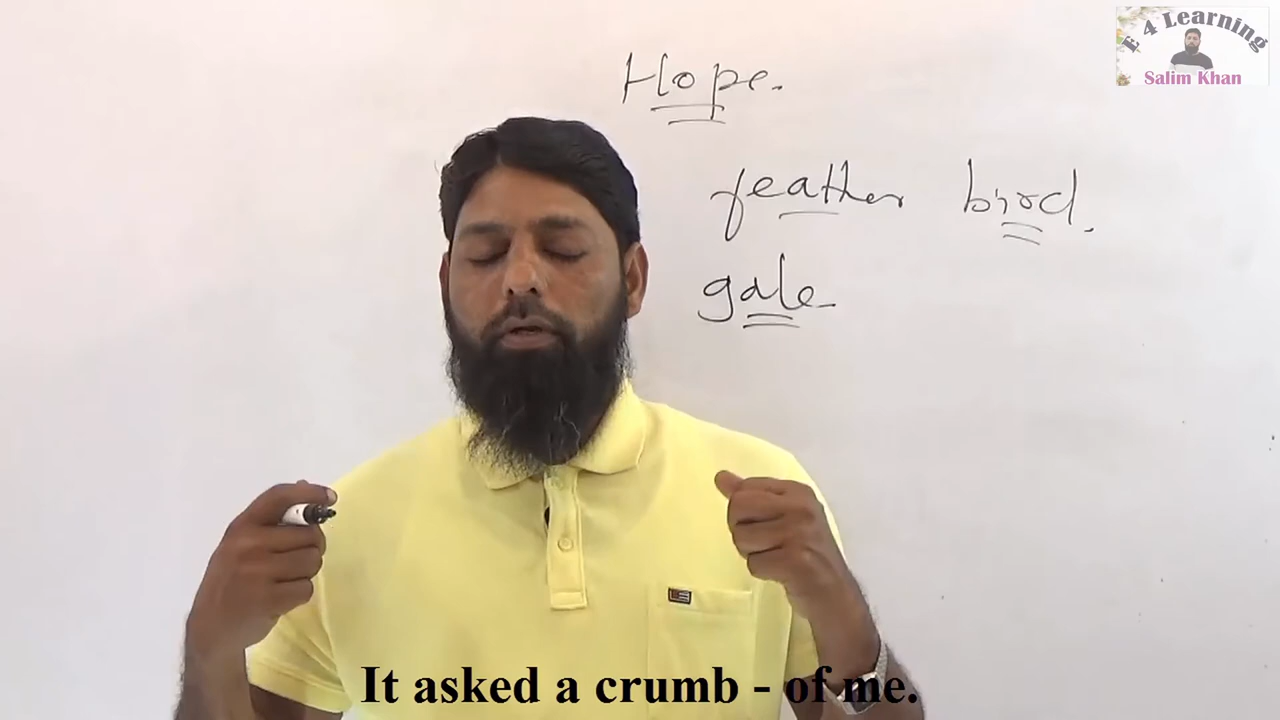 E 4 Learning
Salim Khan
Hope.
feather bird.
gale
It asked a crumb - of me.